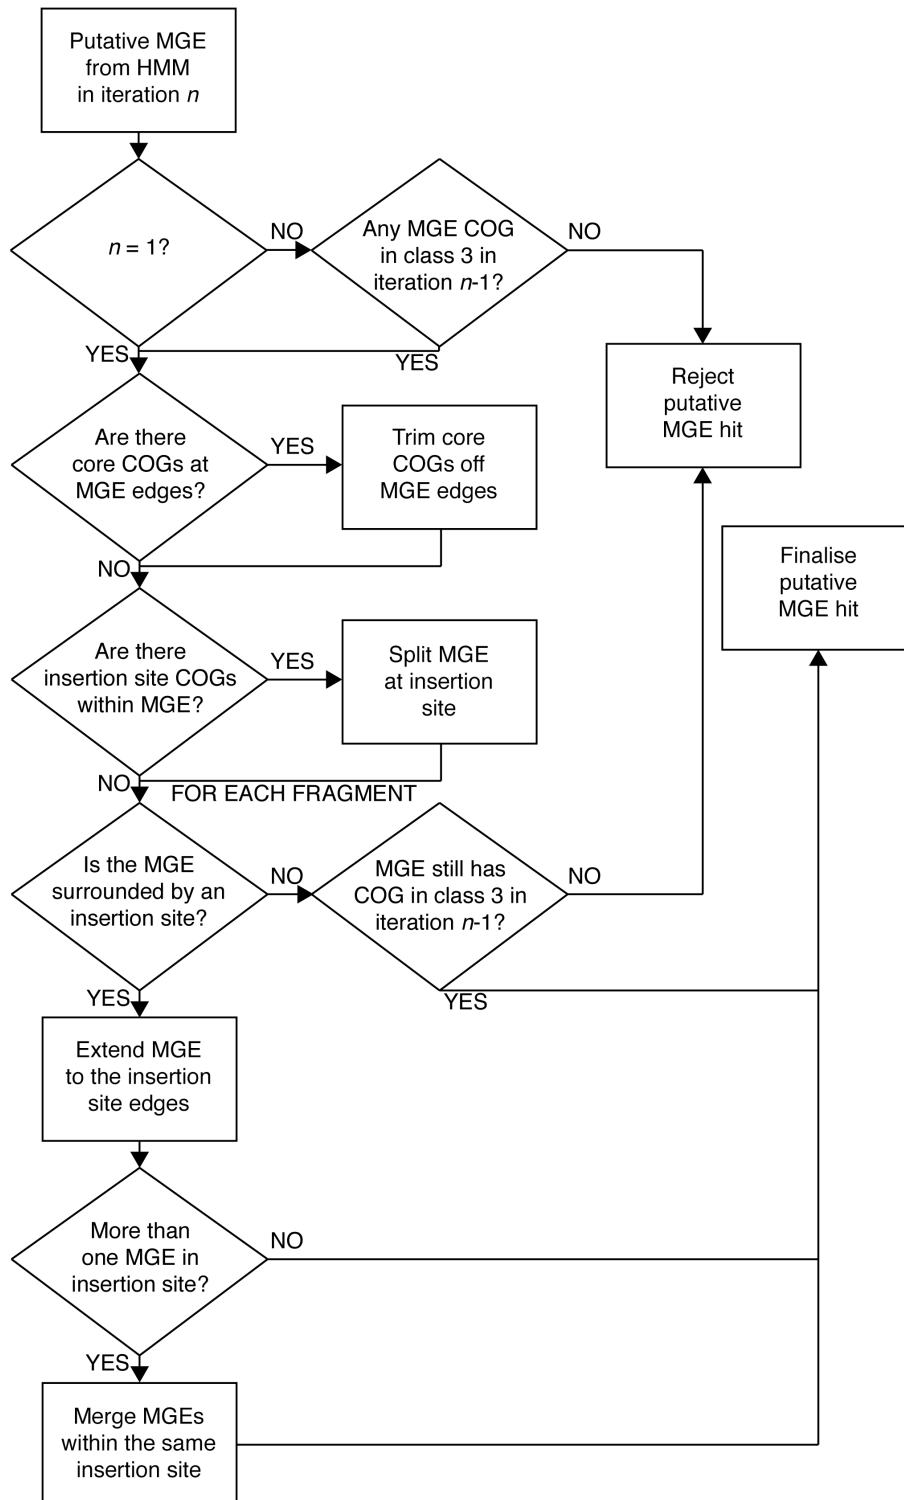 Putative MGE
from HMM
in iteration n
n = 1?
NO
Any MGE COG
in class 3 in
iteration n-1?
NO
YES
YES
Reject
putative
MGE hit
Are there
core COGs at
MGE edges?
YES
Trim core
COGs off
MGE edges
NO
Finalise
putative
MGE hit
Are there
insertion site COGs
within MGE?
YES
Split MGE
at insertion
site
NO
FOR EACH FRAGMENT
Is the MGE
surrounded by an
insertion site?
NO
MGE still has
COG in class 3 in
iteration n-1?
NO
YES
YES
Extend MGE
to the insertion
site edges
More than
one MGE in
insertion site?
NO
YES
Merge MGEs
within the same
insertion site